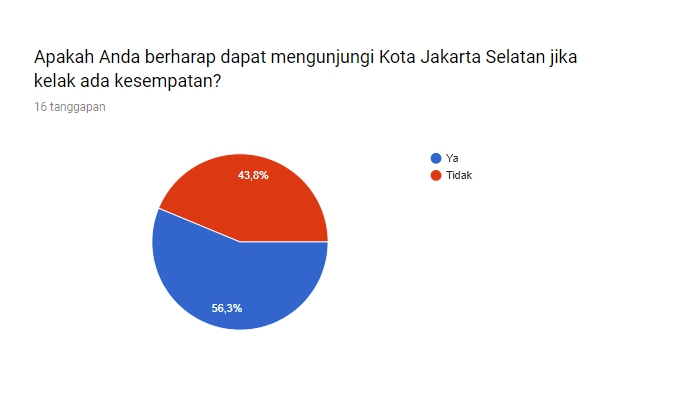 Apakah Anda berharap dapat mengunjungi Kota Jakarta Selatan jika
kelak ada kesempatan?
16 tanggapan
Ya
Tidak
43,8%
56,3%